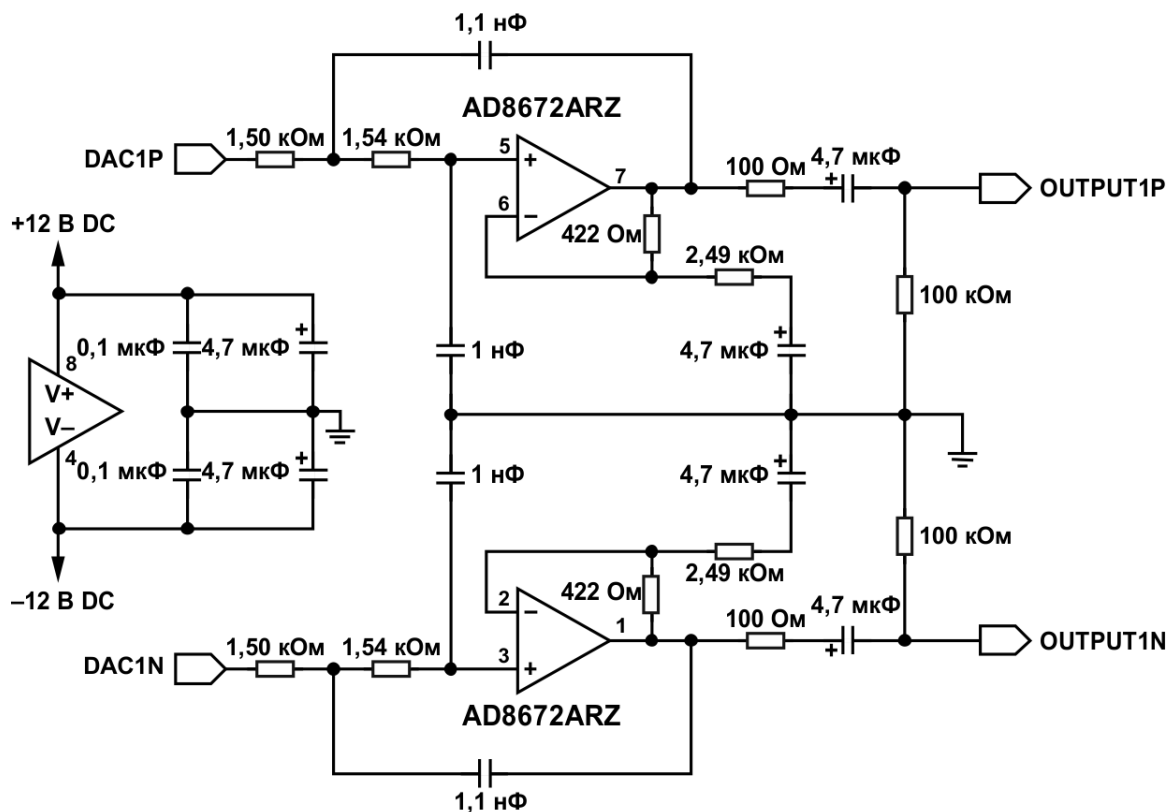 1,1 нФ
AD8672ARZ
DAC1P
1,50 кОм
1,54 кОм
5
+
7
6
–
100 Ом
4,7 мкФ
+
OUTPUT1P
422 Ом
2,49 кОм
100 кОм
+12 В DC
0,1 мкФ
4,7 мкФ
+
8
V+
V–
4
0,1 мкФ
4,7 мкФ
+
1 нФ
4,7 мкФ
+
1 нФ
4,7 мкФ
+
–12 В DC
422 Ом
2,49 кОм
100 кОм
2
–
1
3
+
100 Ом
4,7 мкФ
+
OUTPUT1N
DAC1N
1,50 кОм
1,54 кОм
AD8672ARZ
1,1 нФ